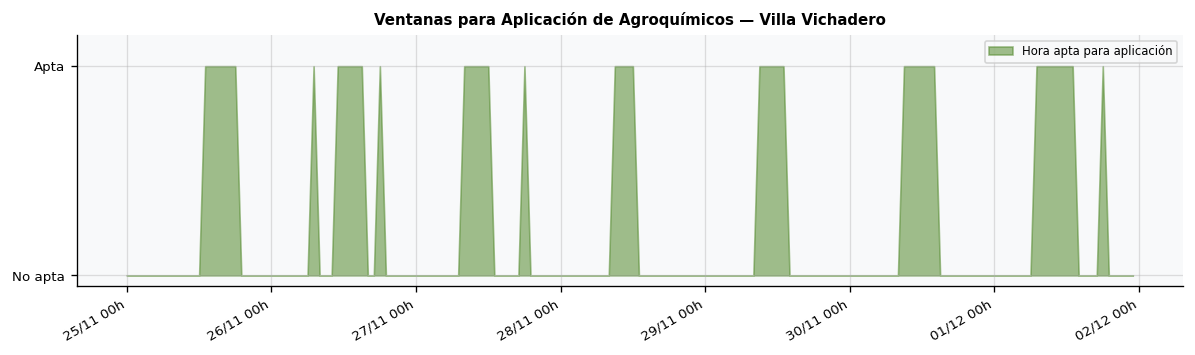 Ventanas para Aplicación de Agroquímicos — Villa Vichadero
Hora apta para aplicación
Apta
No apta
25/11 00h
26/11 00h
27/11 00h
28/11 00h
29/11 00h
30/11 00h
01/12 00h
02/12 00h